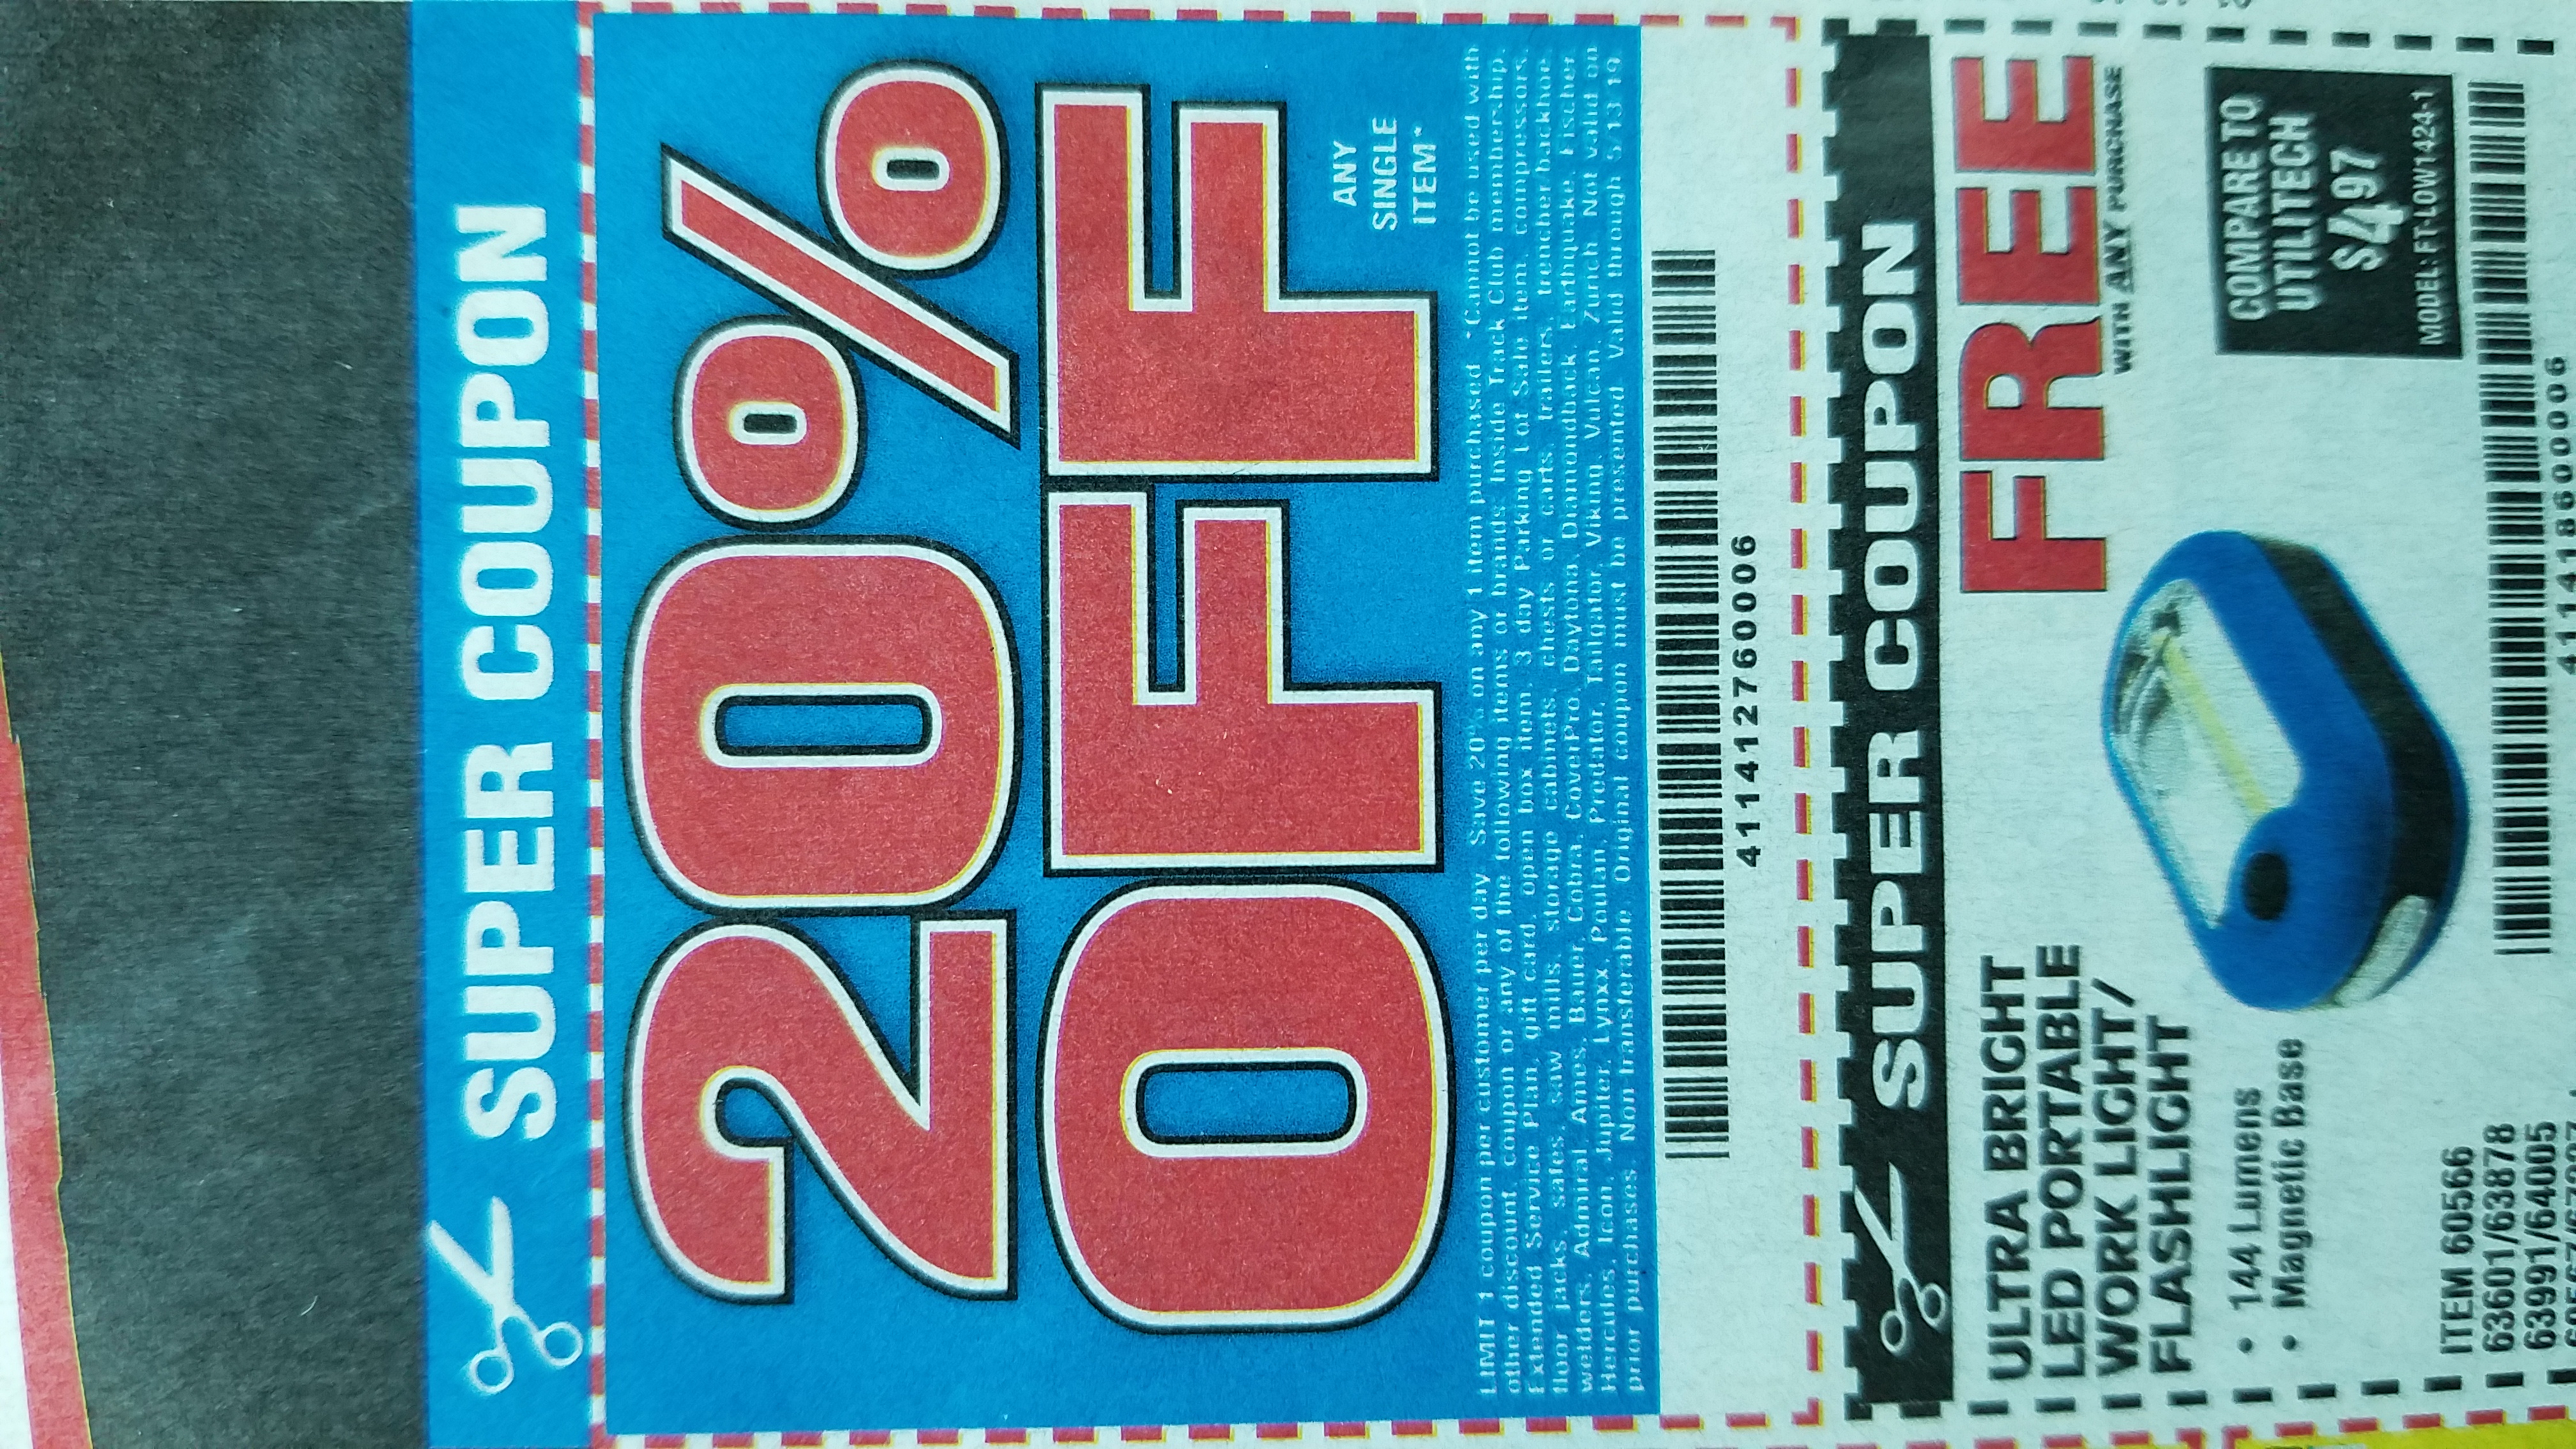 SUPER COUPON
20%
OFF
ANY
SINGLE
ITEM*
LIMIT 1 coupon per customer per day. Save 20% on any 1 item purchased. *Cannot be used with
other discount, coupon or any of the following items or brands: Inside Track Club membership,
Extended Service Plan, gift card, open box item, 3 day Parking Lot Sale item, compressors,
floor jacks, safes, saw mills, storage cabinets, chests or carts, trailers, trencher/backhoe,
welders, Admiral, Ames, Bauer, Cobra, CoverPro, Daytona, Diamondback, Earthquake, Fischer,
Hercules, Icon, Jupiter, Lynxx, Poulan, Predator, Tailgator, Viking, Vulcan, Zurich. Not valid on
prior purchases. Non-transferable. Original coupon must be presented. Valid through 5/13/19
41141276 0006
SUPER COUPON
ULTRA BRIGHT
LED PORTABLE
WORK LIGHT/
FLASHLIGHT
FREE
WITH ANY PURCHASE
• 144 Lumens
• Magnetic Base
COMPARE TO
UTILITECH
$497
MODEL: FT-LOW1424-1
ITEM 60566
63601/63878
63991/64005
41141860006